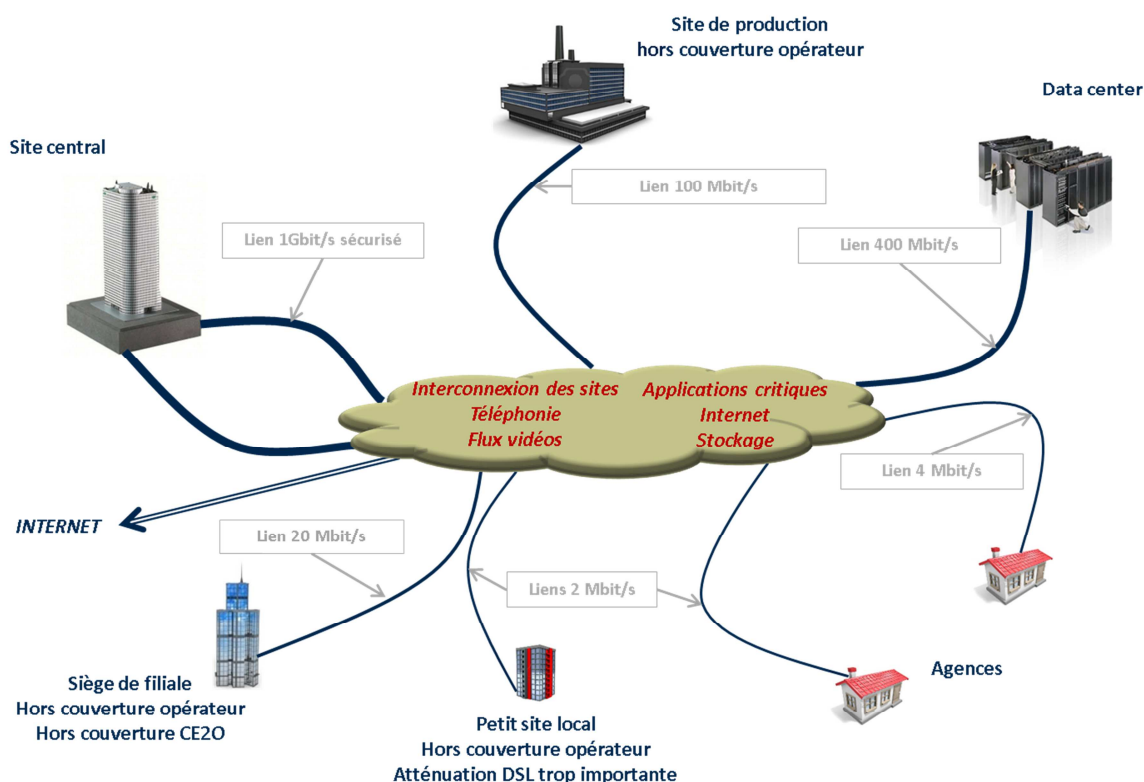 Site de production
hors couverture opérateur
Data center
Site central
Lien 100 Mbit/s
Lien 1Gbit/s sécurisé
Lien 400 Mbit/s
Interconnexion des sites
Téléphonie
Flux vidéos
Applications critiques
Internet
Stockage
Lien 4 Mbit/s
INTERNET
Lien 20 Mbit/s
Liens 2 Mbit/s
Agences
Siège de filiale
Hors couverture opérateur
Hors couverture CE2O
Petit site local
Hors couverture opérateur
Atténuation DSL trop importante